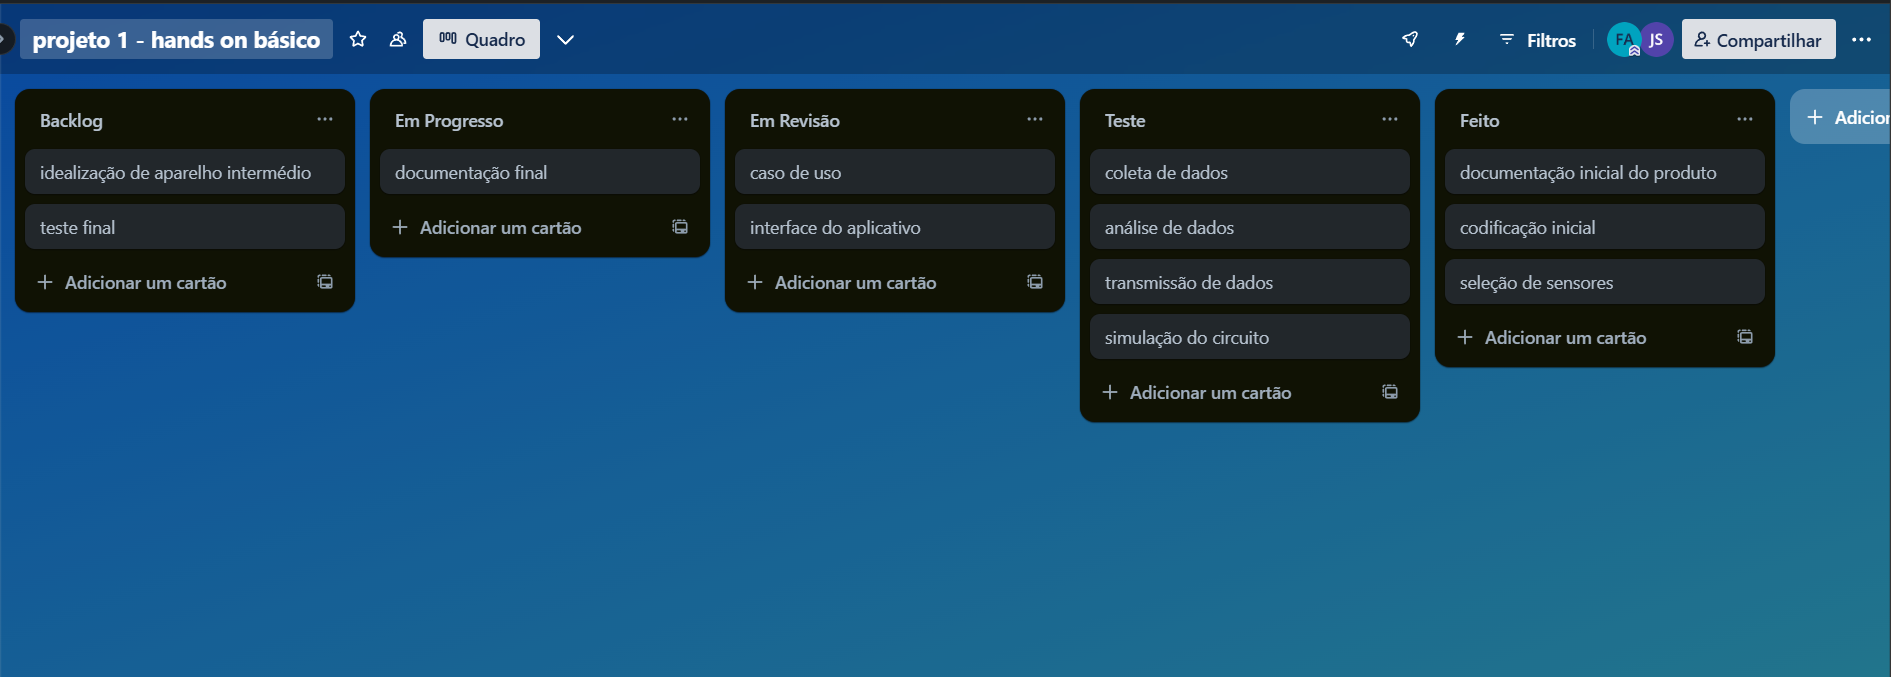 projeto 1 - hands on básico
Quadro
Filtros
FA
JS
Compartilhar
Backlog
idealização de aparelho intermédio
teste final
Adicionar um cartão
Em Progresso
documentação final
Adicionar um cartão
Em Revisão
caso de uso
interface do aplicativo
Adicionar um cartão
Teste
coleta de dados
análise de dados
transmissão de dados
simulação do circuito
Adicionar um cartão
Feito
documentação inicial do produto
codificação inicial
seleção de sensores
Adicionar um cartão